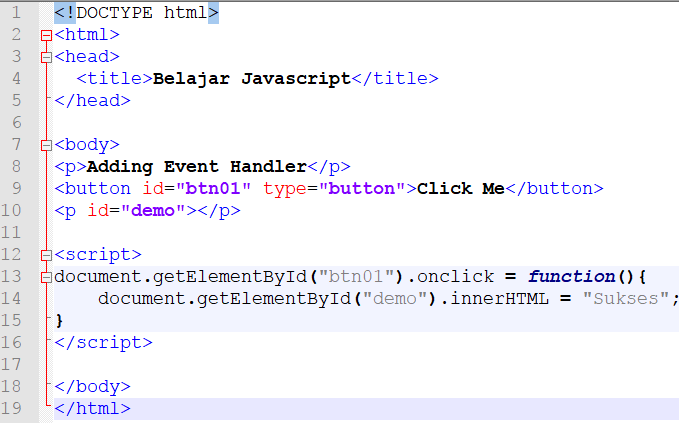 1 <!DOCTYPE html>
2 <html>
3 <head>
4   <title>Belajar Javascript</title>
5 </head>
6
7 <body>
8 <p>Adding Event Handler</p>
9 <button id="btn01" type="button">Click Me</button>
10 <p id="demo"></p>
11
12 <script>
13 document.getElementById("btn01").onclick = function(){
14     document.getElementById("demo").innerHTML = "Sukses";
15 }
16 </script>
17
18 </body>
19 </html>